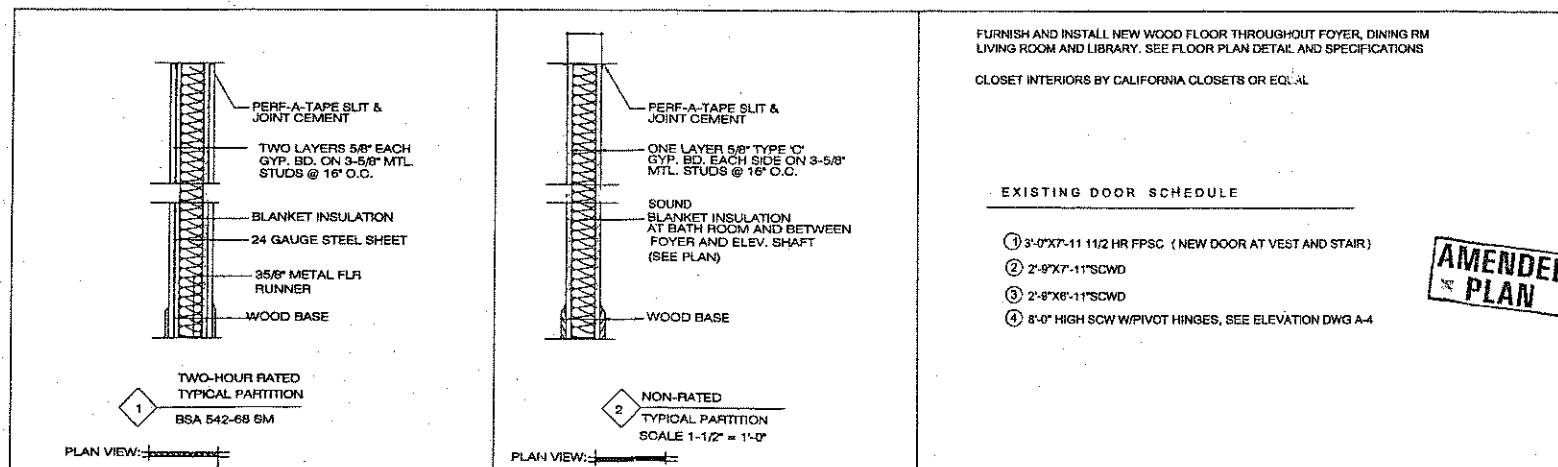 PERF-A-TAPE SLIT &
JOINT CEMENT
TWO LAYERS 5/8" EACH
GYP. BD. ON 3-5/8" MTL.
STUDS @ 16" O.C.
BLANKET INSULATION
24 GAUGE STEEL SHEET
35/8" METAL FLR
RUNNER
WOOD BASE
TWO-HOUR RATED
TYPICAL PARTITION
1
BSA 542-68 SM
PLAN VIEW:
PERF-A-TAPE SLIT &
JOINT CEMENT
ONE LAYER 5/8" TYPE 'C'
GYP. BD. EACH SIDE ON 3-5/8"
MTL. STUDS @ 16" O.C.
SOUND
BLANKET INSULATION
AT BATH ROOM AND BETWEEN
FOYER AND ELEV. SHAFT
(SEE PLAN)
WOOD BASE
NON-RATED
2
TYPICAL PARTITION
SCALE 1-1/2" = 1'-0"
PLAN VIEW:
FURNISH AND INSTALL NEW WOOD FLOOR THROUGHOUT FOYER, DINING RM
LIVING ROOM AND LIBRARY. SEE FLOOR PLAN DETAIL AND SPECIFICATIONS
CLOSET INTERIORS BY CALIFORNIA CLOSETS OR EQUAL
EXISTING DOOR SCHEDULE
1 3'-0"X7'-11 11/2 HR FPSC ( NEW DOOR AT VEST AND STAIR )
2 2'-9"X7'-11"SCWD
3 2'-8"X6'-11"SCWD
4 8'-0" HIGH SCW W/PIVOT HINGES, SEE ELEVATION DWG A-4
AMENDED
PLAN